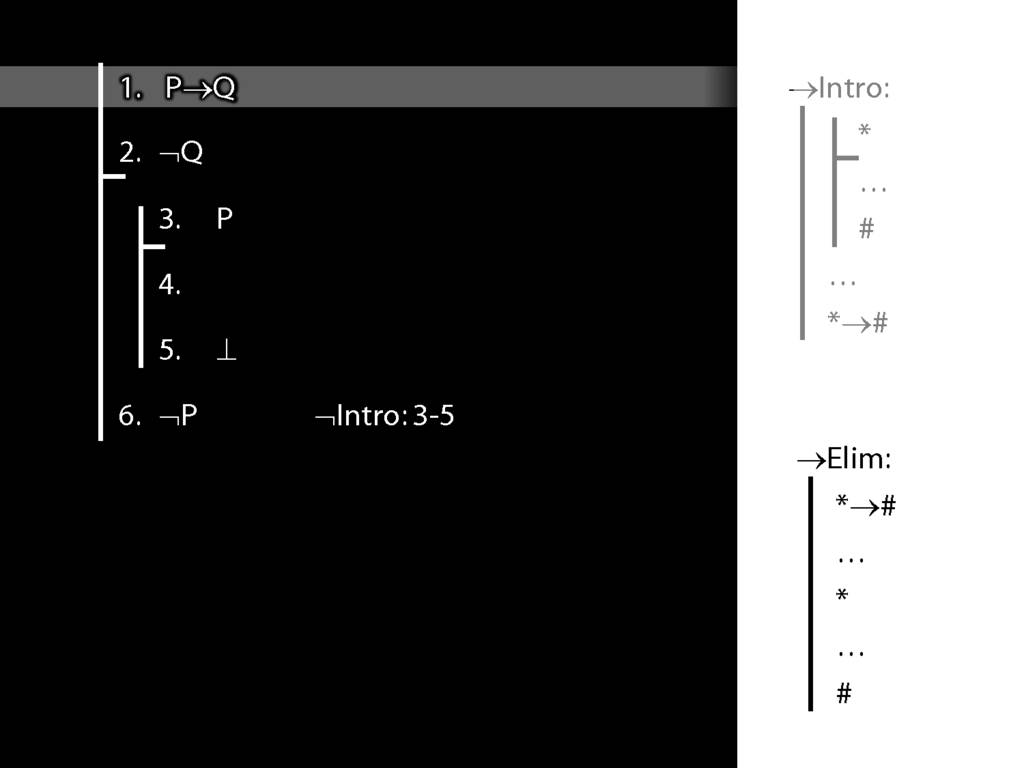 1. P→Q
2. ¬Q
3. P
4.
5. ⊥
6. ¬P ¬Intro: 3-5
→Intro:
*
...
#
...
*→#
→Elim:
*→#
...
*
...
#